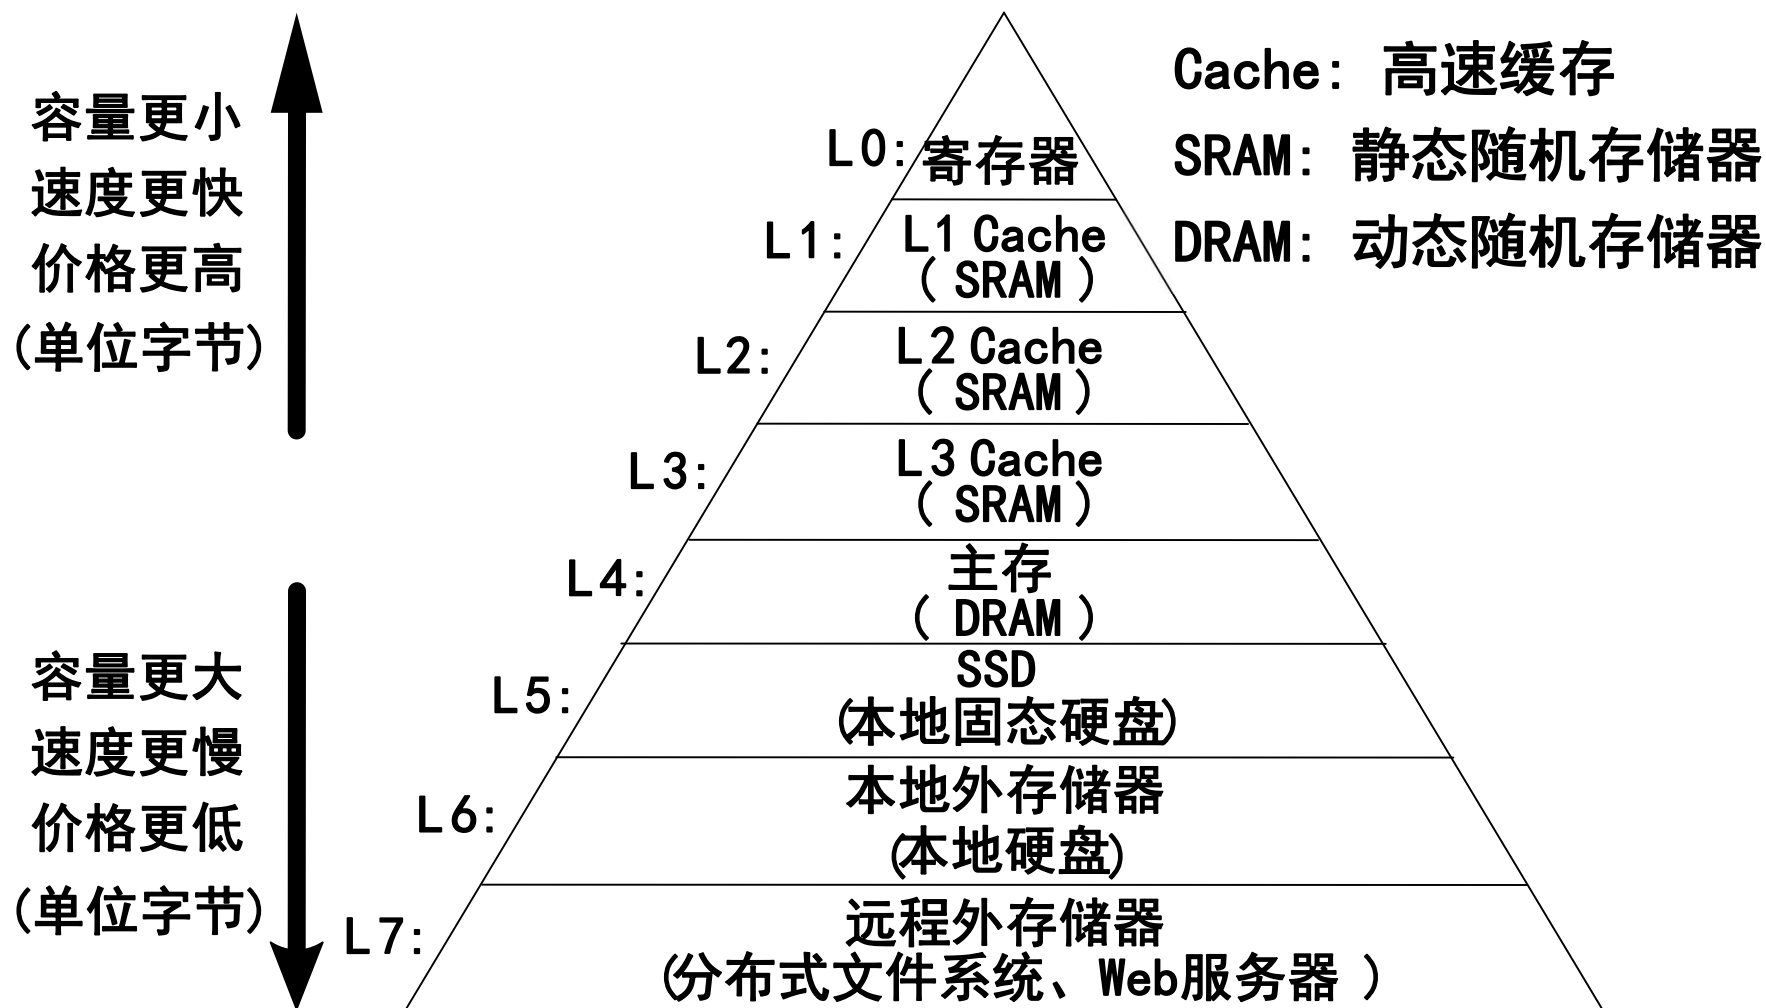 容量更小
速度更快
价格更高
(单位字节)
容量更大
速度更慢
价格更低
(单位字节)
L0:
寄存器
L1:
L1 Cache
( SRAM )
L2:
L2 Cache
( SRAM )
L3:
L3 Cache
( SRAM )
L4:
主存
( DRAM )
L5:
SSD
(本地固态硬盘)
L6:
本地外存储器
(本地硬盘)
L7:
远程外存储器
(分布式文件系统、Web服务器 )
Cache: 高速缓存
SRAM: 静态随机存储器
DRAM: 动态随机存储器